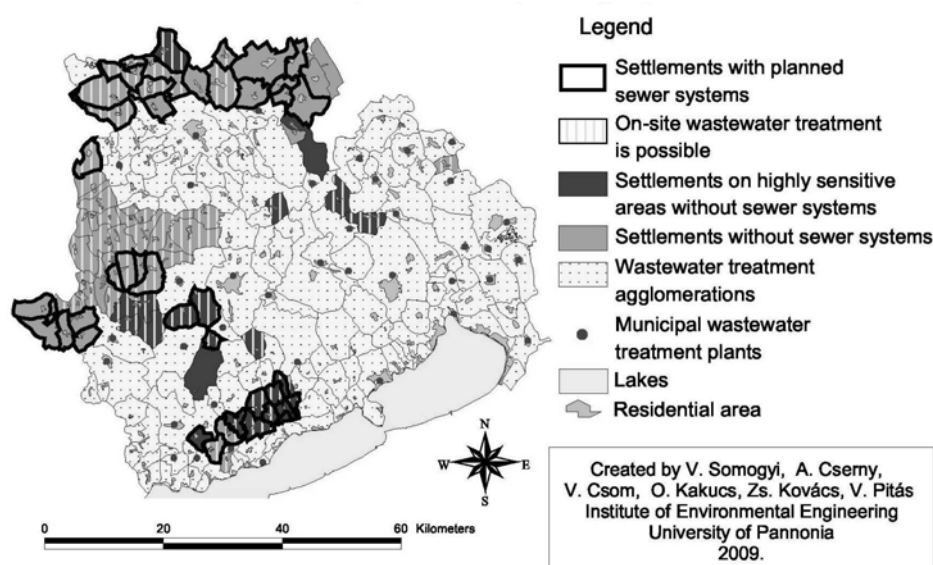 Legend
Settlements with planned
sewer systems
On-site wastewater treatment
is possible
Settlements on highly sensitive
areas without sewer systems
Settlements without sewer systems
Wastewater treatment
agglomerations
Municipal wastewater
treatment plants
Lakes
Residential area
N
W E
S
0 20 40 60 Kilometers
Created by V. Somogyi, A. Cserny,
V. Csom, O. Kakucs, Zs. Kovács, V. Pitás
Institute of Environmental Engineering
University of Pannonia
2009.